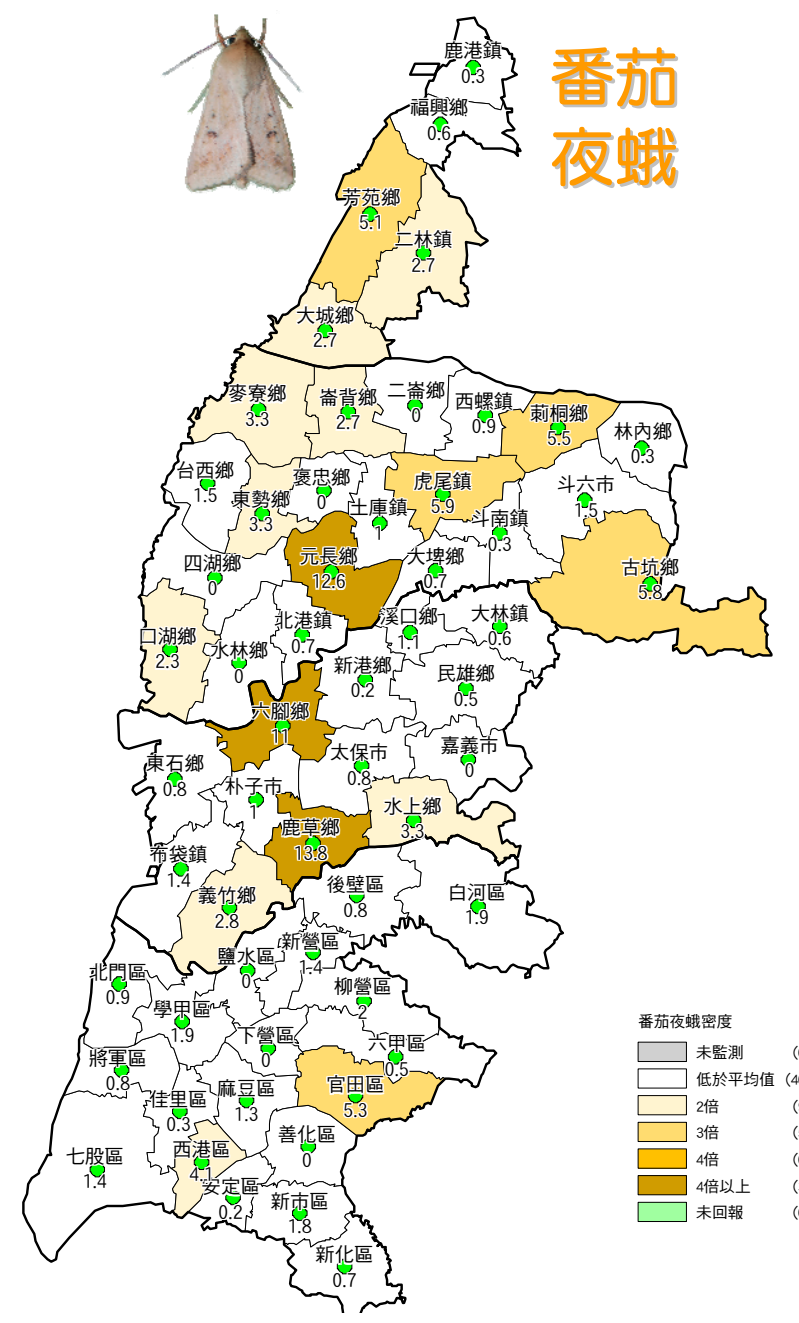 番茄
夜蛾
鹿港鎮
0.3
福興鄉
0.6
芳苑鄉
5.1
二林鎮
2.7
大城鄉
2.7
麥寮鄉
3.3
崙背鄉
2.7
二崙鄉
0
西螺鎮
0.9
莿桐鄉
5.5
林內鄉
0.3
台西鄉
1.5
東勢鄉
3.3
褒忠鄉
0
土庫鎮
1
虎尾鎮
5.9
斗南鎮
0.3
斗六市
1.5
四湖鄉
0
元長鄉
12.6
大埤鄉
0.7
古坑鄉
5.8
口湖鄉
2.3
水林鄉
0
北港鎮
0.7
溪口鄉
1.1
大林鎮
0.6
新港鄉
0.2
民雄鄉
0.5
六腳鄉
11
東石鄉
0.8
太保市
0.8
嘉義市
0
朴子市
1
水上鄉
3.3
鹿草鄉
13.8
布袋鎮
1.4
義竹鄉
2.8
後壁區
0.8
白河區
1.9
鹽水區
0
新營區
1.4
北門區
0.9
柳營區
2
學甲區
1.9
下營區
0
六甲區
0.5
將軍區
0.8
佳里區
0.3
麻豆區
1.3
官田區
5.3
七股區
1.4
西港區
4.1
善化區
0
安定區
0.2
新市區
1.8
新化區
0.7
番茄夜蛾密度
未監測
低於平均值
2倍
3倍
4倍
4倍以上
未回報